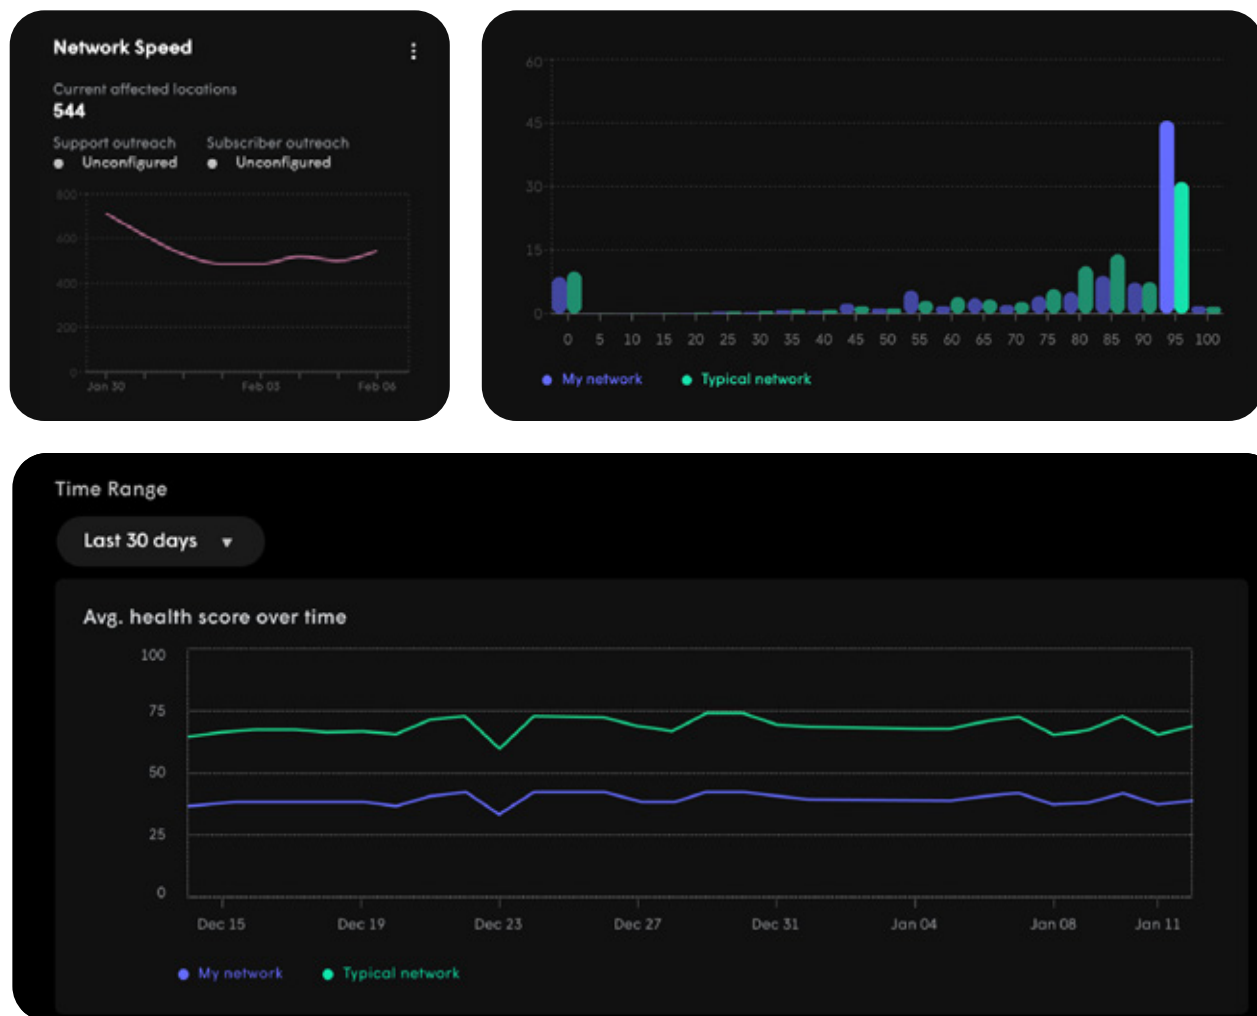 Network Speed
Current affected locations
544
Support outreach Subscriber outreach
Unconfigured Unconfigured
800
600
400
200
0
Jan 30 Feb 03 Feb 06
60
45
30
15
0
0 5 10 15 20 25 30 35 40 45 50 55 60 65 70 75 80 85 90 95 100
My network Typical network
Time Range
Last 30 days
Avg. health score over time
100
75
50
25
0
Dec 15 Dec 19 Dec 23 Dec 27 Dec 31 Jan 04 Jan 08 Jan 11
My network Typical network